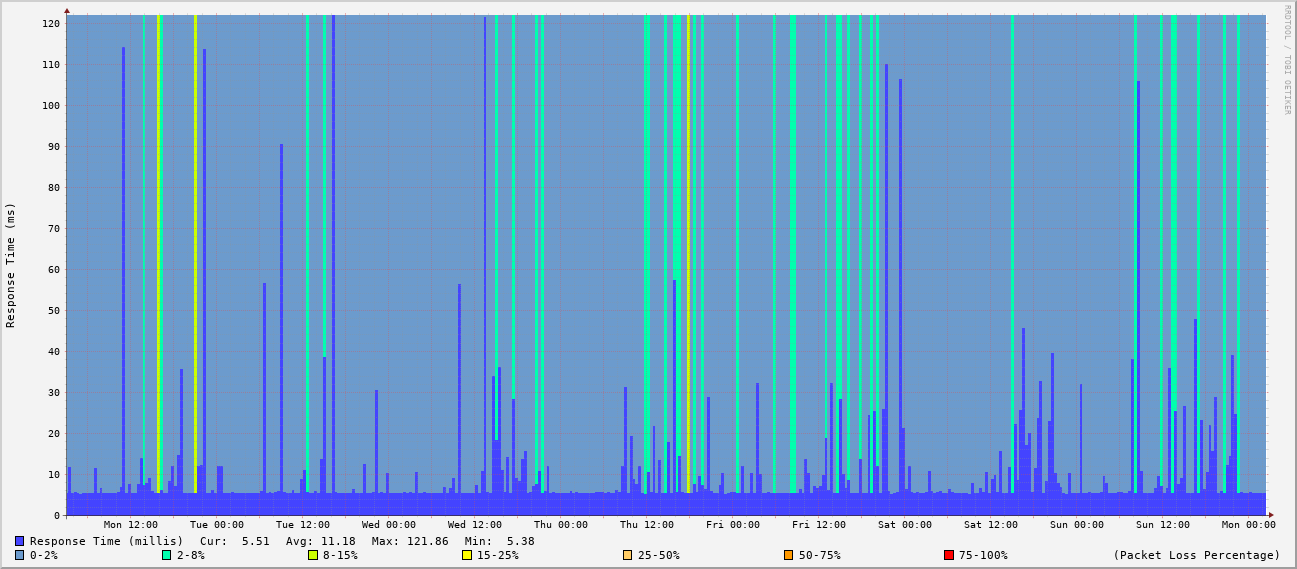 RRDTOOL / TOBI OETIKER
Response Time (ms)
120
110
100
90
80
70
60
50
40
30
20
10
0
Mon 12:00 Tue 00:00 Tue 12:00 Wed 00:00 Wed 12:00 Thu 00:00 Thu 12:00 Fri 00:00 Fri 12:00 Sat 00:00 Sat 12:00 Sun 00:00 Sun 12:00 Mon 00:00
Response Time (millis) Cur: 5.51 Avg: 11.18 Max: 121.86 Min: 5.38
0-2% 2-8% 8-15% 15-25% 25-50% 50-75% 75-100% (Packet Loss Percentage)